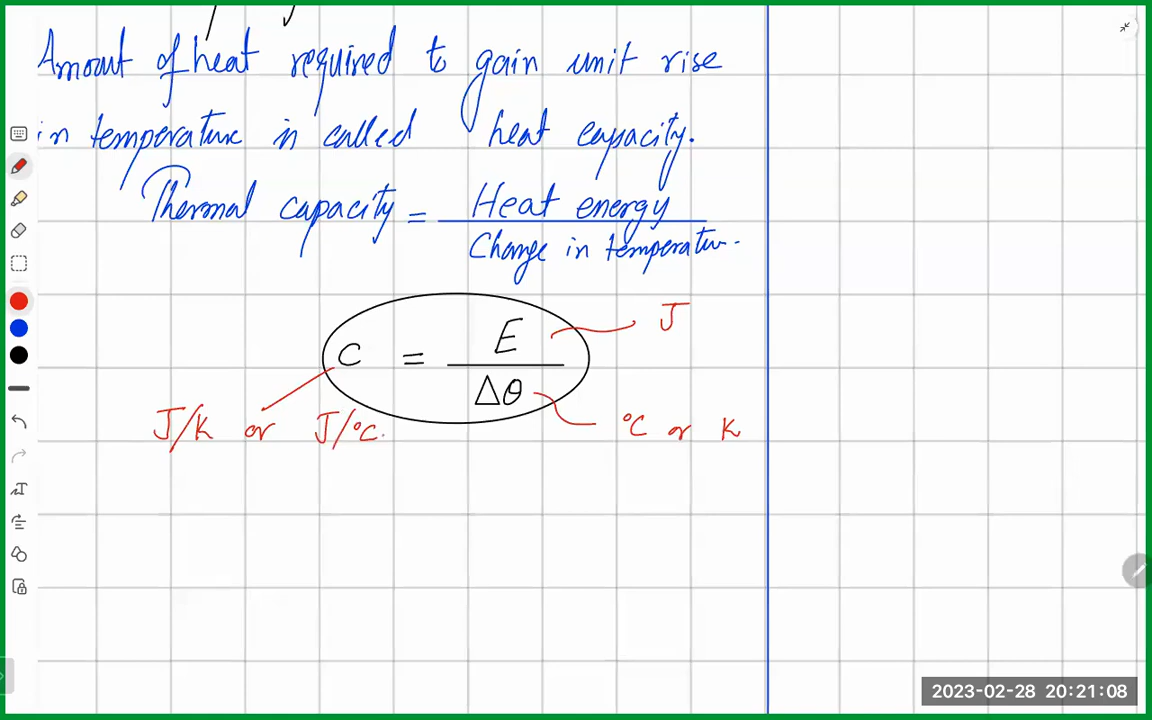 Amount of heat required to gain unit rise
in temperature is called heat capacity.
Thermal capacity = Heat energy
Change in temperature.
C = E
Δθ
J
J/K or J/°C
°C or K
2023-02-28 20:21:08